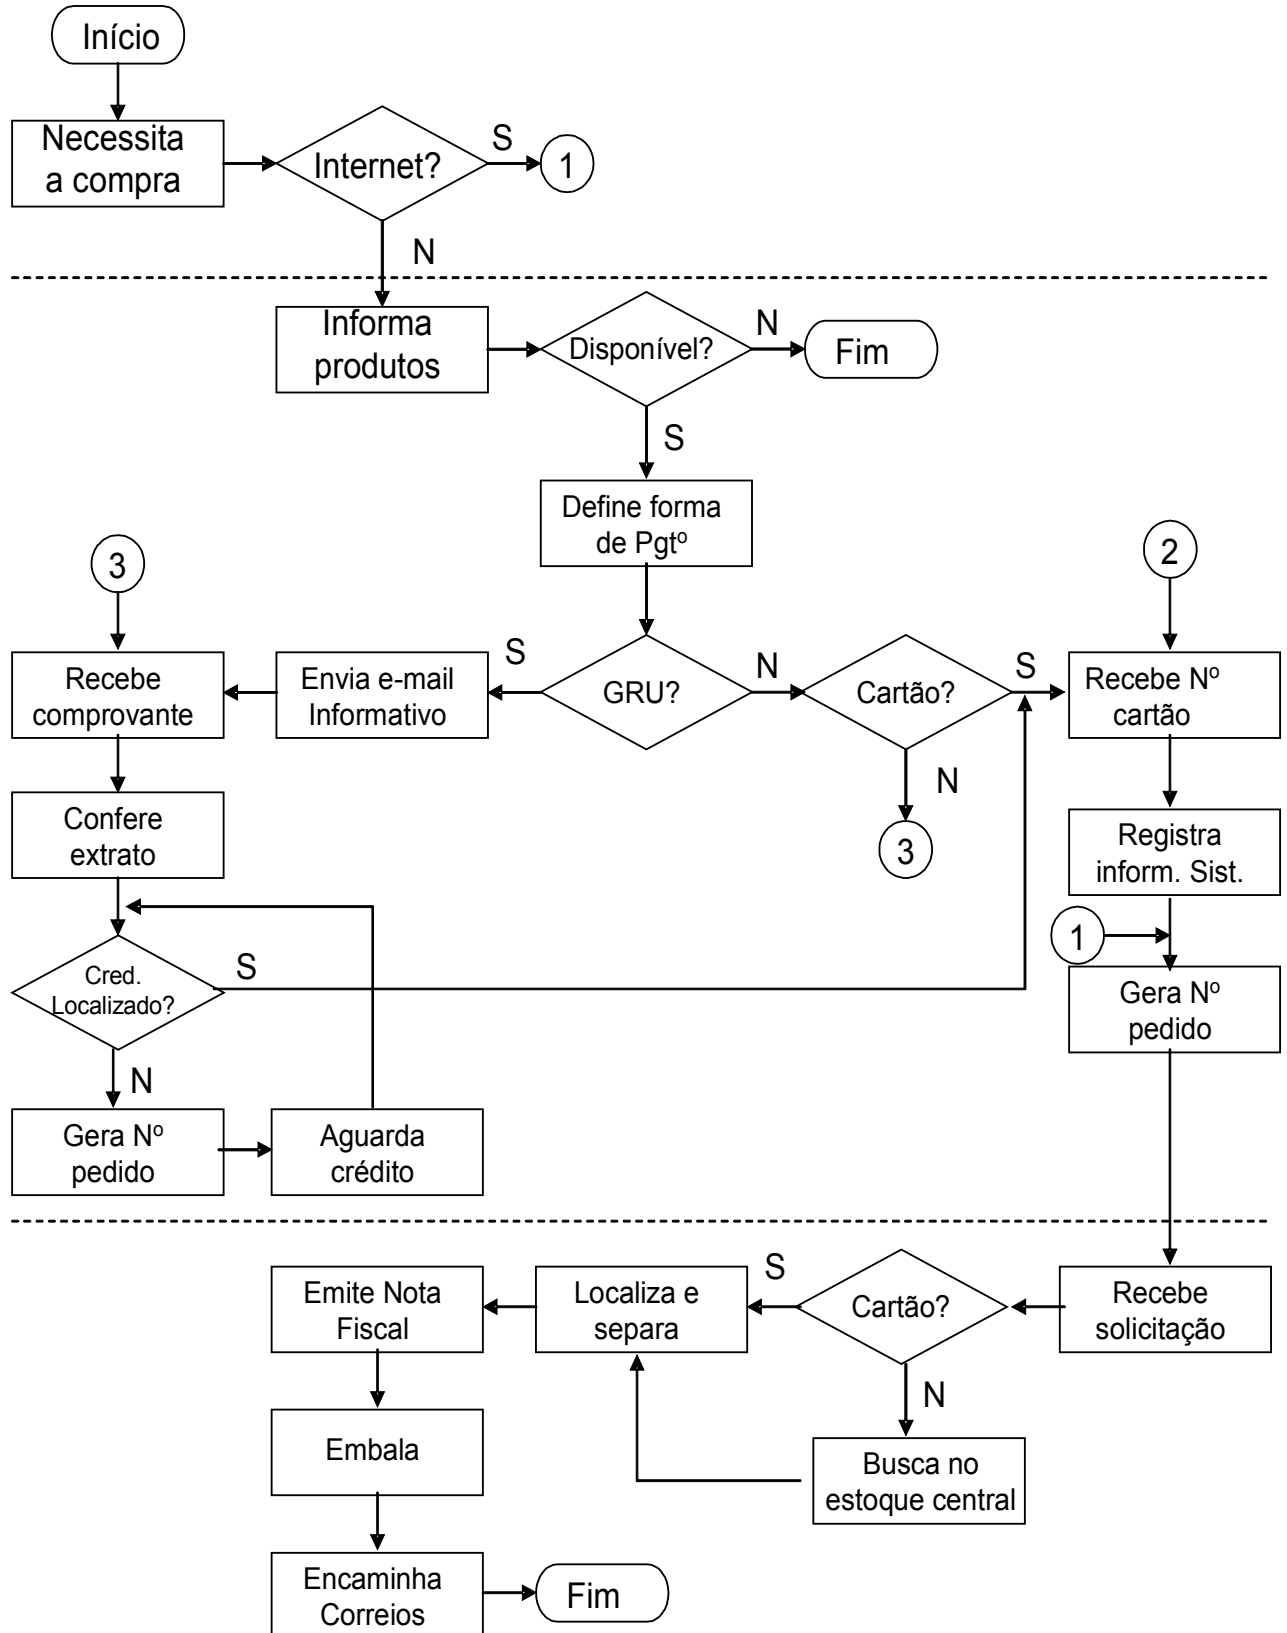 Início
Necessita
a compra
Internet?
S
1
N
Informa
produtos
Disponível?
N
Fim
S
Define forma
de Pgtº
3
2
Recebe
comprovante
Envia e-mail
Informativo
S
GRU?
N
Cartão?
S
Recebe Nº
cartão
N
3
Confere
extrato
Registra
inform. Sist.
1
Cred.
Localizado?
S
Gera Nº
pedido
N
Gera Nº
pedido
Aguarda
crédito
Emite Nota
Fiscal
Localiza e
separa
S
Cartão?
Recebe
solicitação
N
Embala
Busca no
estoque central
Encaminha
Correios
Fim